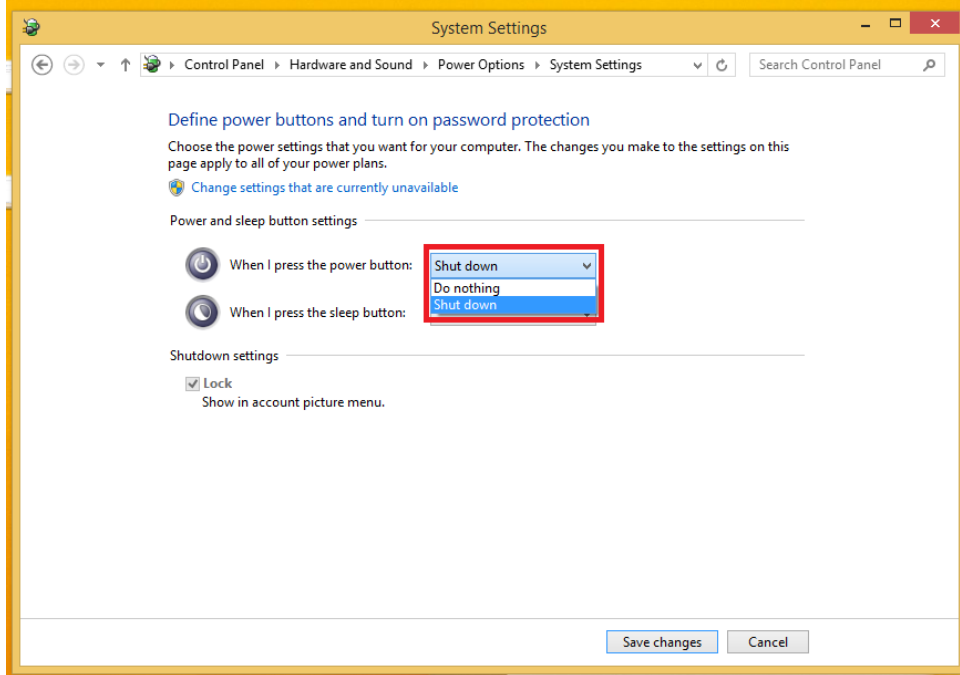 System Settings
Control Panel Hardware and Sound Power Options System Settings
Search Control Panel
Define power buttons and turn on password protection
Choose the power settings that you want for your computer. The changes you make to the settings on this
page apply to all of your power plans.
Change settings that are currently unavailable
Power and sleep button settings
When I press the power button: Shut down
Do nothing
Shut down
When I press the sleep button:
Shutdown settings
Lock
Show in account picture menu.
Save changes Cancel